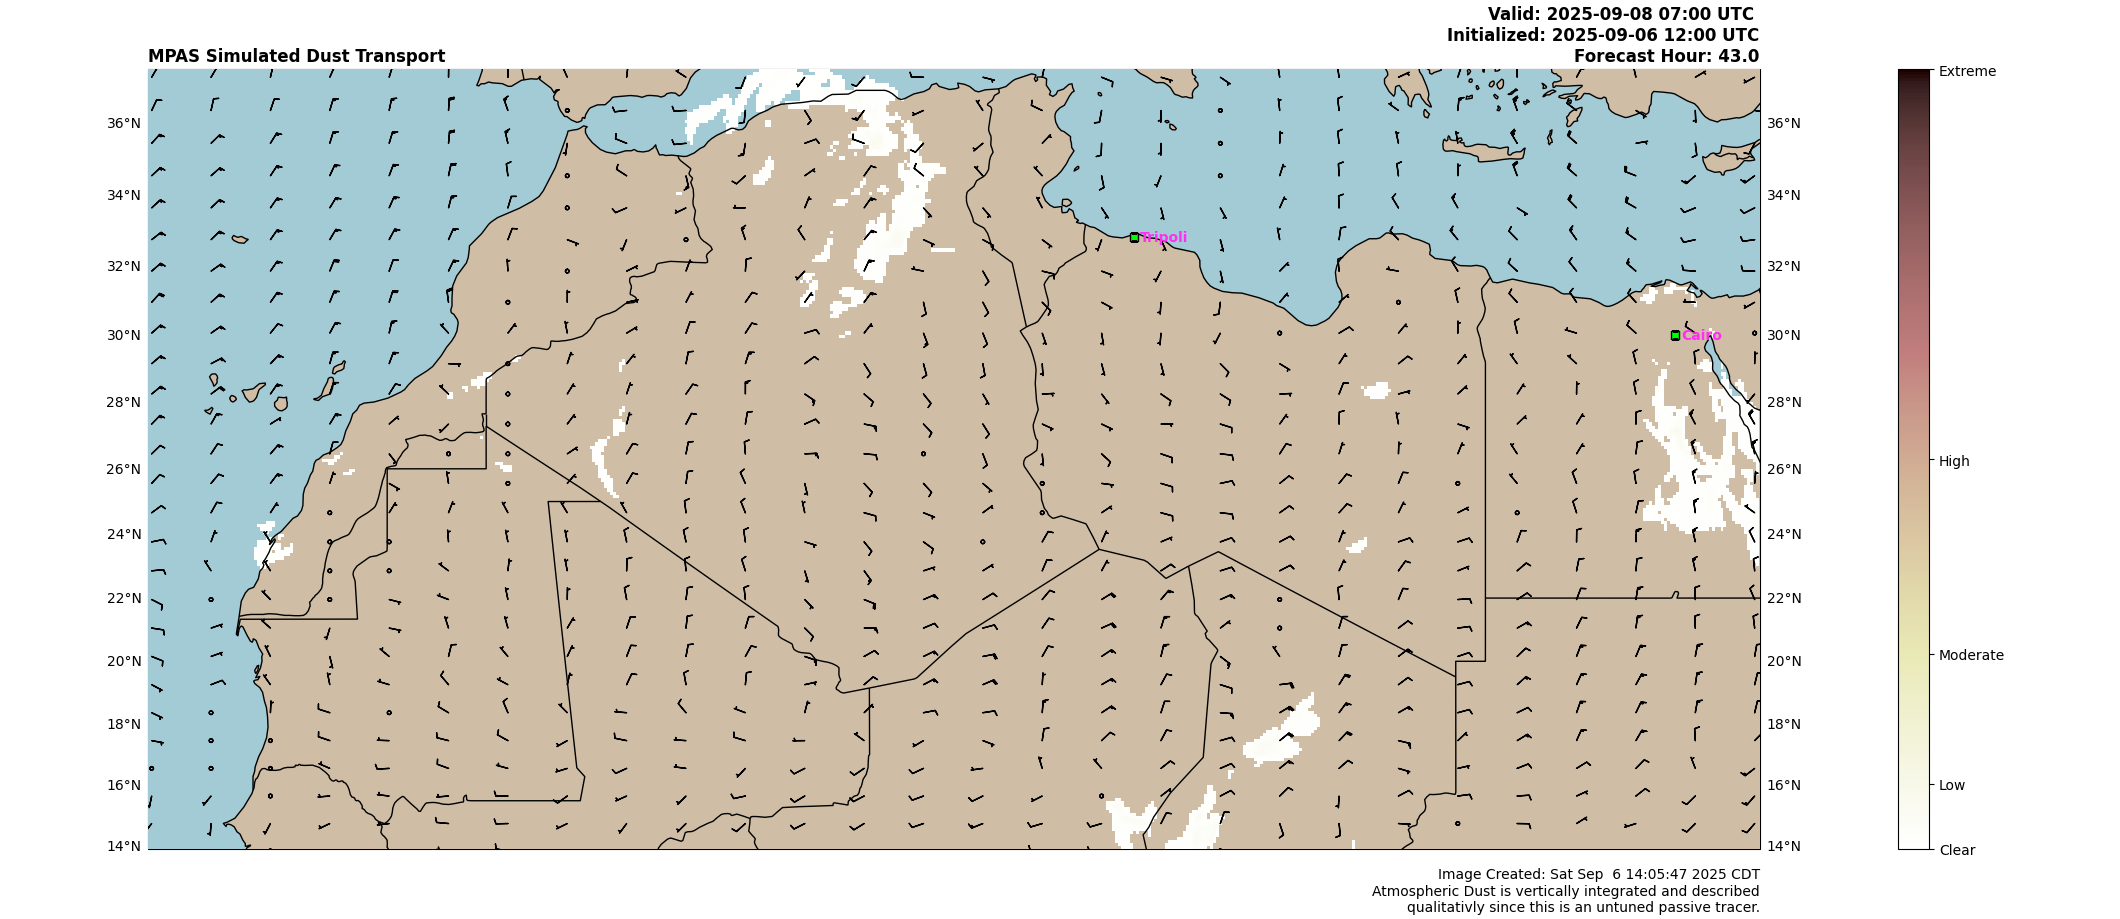 Valid: 2025-09-08 07:00 UTC
Initialized: 2025-09-06 12:00 UTC
MPAS Simulated Dust Transport
Forecast Hour: 43.0
36°N
34°N
32°N
30°N
28°N
26°N
24°N
22°N
20°N
18°N
16°N
14°N
Tripoli
Cairo
36°N
34°N
32°N
30°N
28°N
26°N
24°N
22°N
20°N
18°N
16°N
14°N
Extreme
High
Moderate
Low
Clear
Image Created: Sat Sep  6 14:05:47 2025 CDT
Atmospheric Dust is vertically integrated and described
qualitativly since this is an untuned passive tracer.